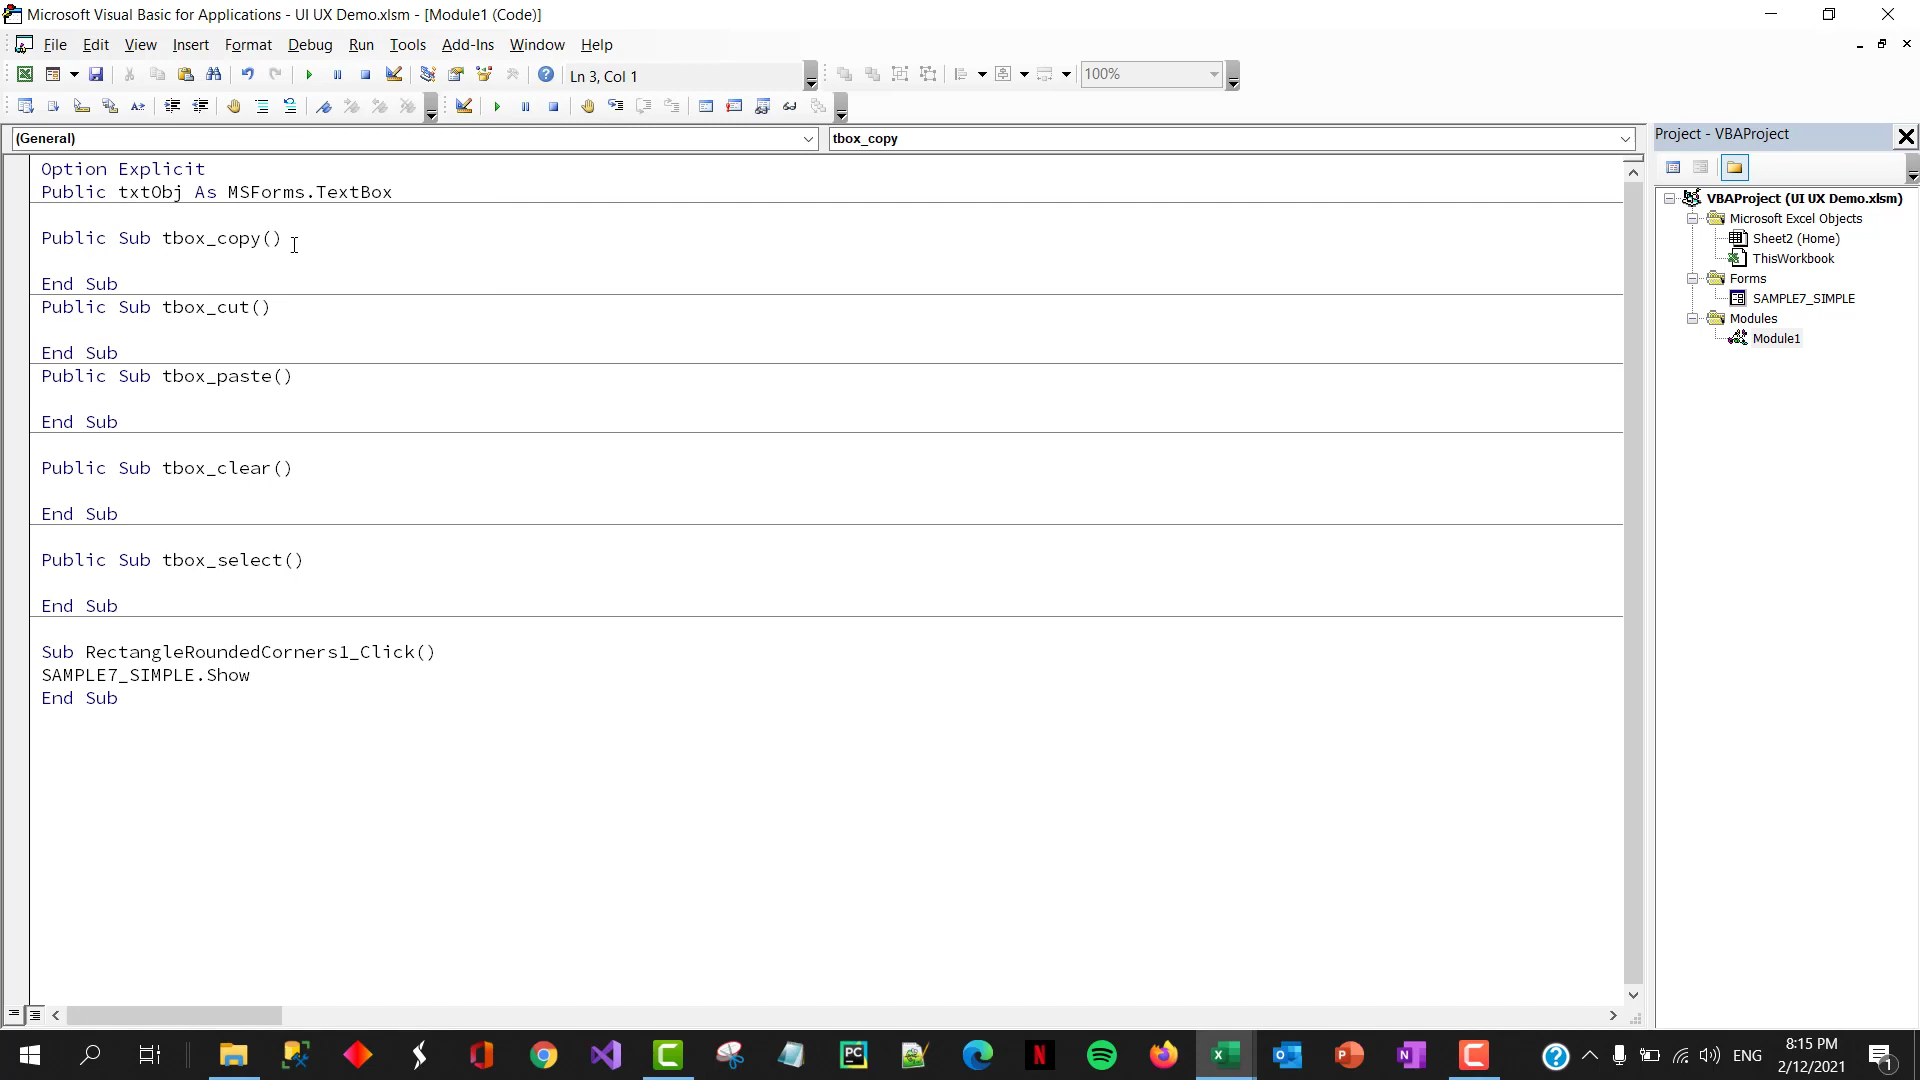 Microsoft Visual Basic for Applications - UI UX Demo.xlsm - [Module1 (Code)]
File Edit View Insert Format Debug Run Tools Add-Ins Window Help
Ln 3, Col 1
100%
(General)
tbox_copy
Option Explicit
Public txtObj As MSForms.TextBox
Public Sub tbox_copy()
End Sub
Public Sub tbox_cut()
End Sub
Public Sub tbox_paste()
End Sub
Public Sub tbox_clear()
End Sub
Public Sub tbox_select()
End Sub
Sub RectangleRoundedCorners1_Click()
SAMPLE7_SIMPLE.Show
End Sub
Project - VBAProject
VBAProject (UI UX Demo.xlsm)
Microsoft Excel Objects
Sheet2 (Home)
ThisWorkbook
Forms
SAMPLE7_SIMPLE
Modules
Module1
ENG
8:15 PM
2/12/2021
1